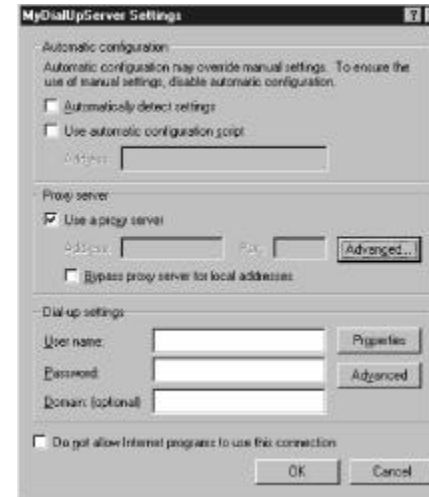 MyDialUpServer Settings
Automatic configuration
Automatic configuration may override manual settings. To ensure the
use of manual settings, disable automatic configuration.
Automatically detect settings
Use automatic configuration script
Address
Proxy server
Use a proxy server
Address: Port: Advanced...
Bypass proxy server for local addresses
Dial-up settings
User name: Properties
Password: Advanced
Domain: (optional)
Do not allow Internet programs to use this connection
OK Cancel